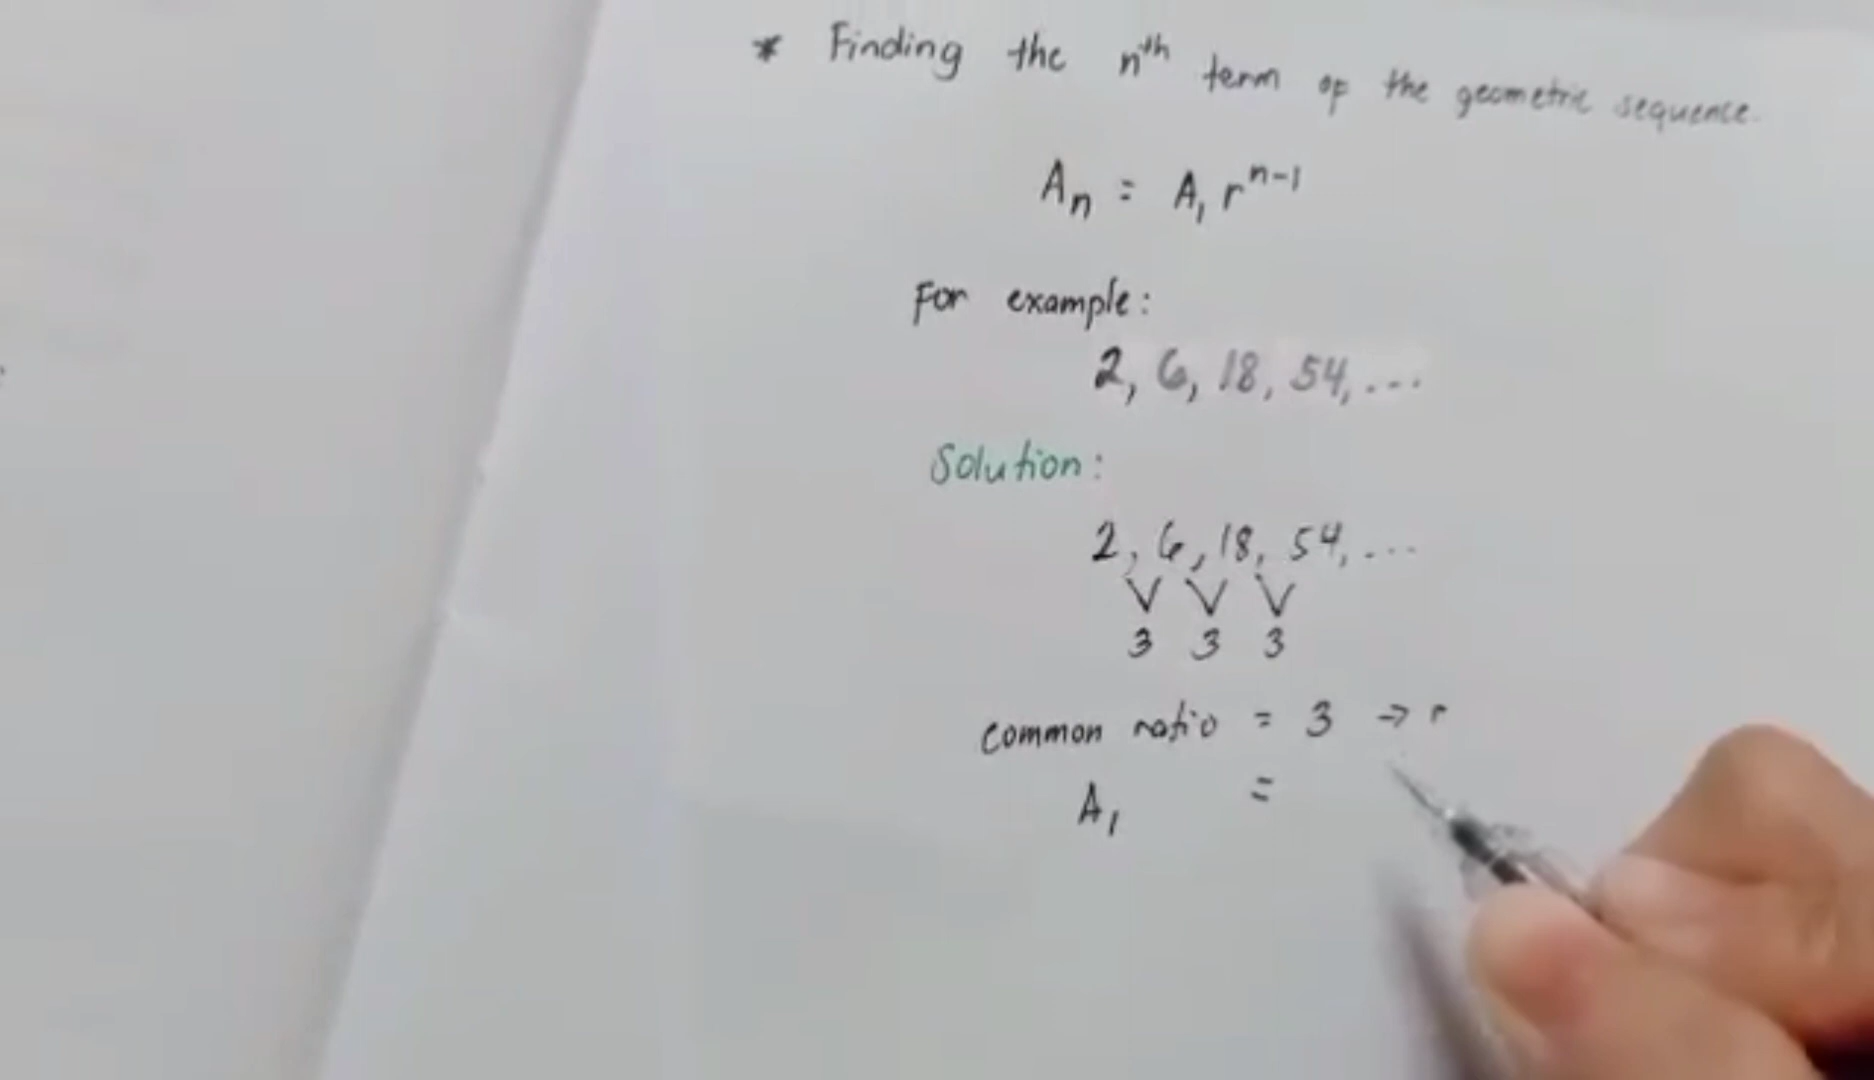 * Finding the nth term of the geometric sequence.
An = A1 r^n-1
For example:
2, 6, 18, 54, ...
Solution:
2, 6, 18, 54, ...
3 3 3
common ratio = 3 → r
A1 =